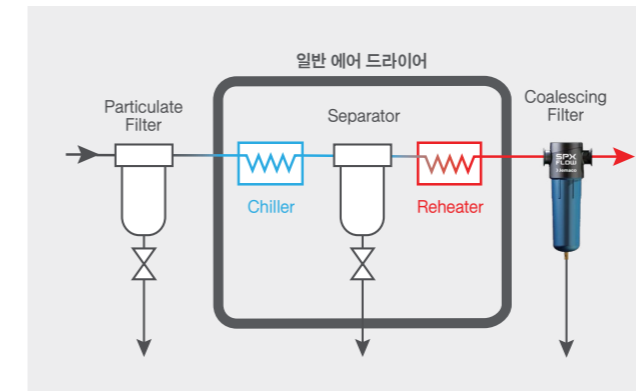 일반 에어 드라이어
Particulate
Filter
Separator
Coalescing
Filter
Chiller
Reheater
SPX
FLOW